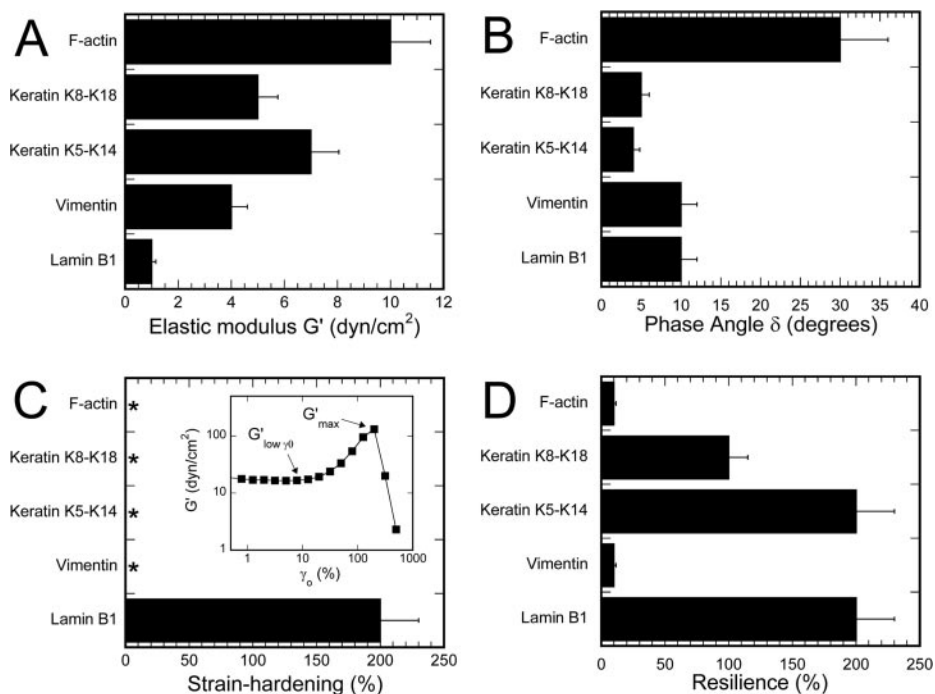 A
F-actin
Keratin K8-K18
Keratin K5-K14
Vimentin
Lamin B1
0 2 4 6 8 10 12
Elastic modulus G' (dyn/cm²)
B
F-actin
Keratin K8-K18
Keratin K5-K14
Vimentin
Lamin B1
0 5 10 15 20 25 30 35 40
Phase Angle δ (degrees)
C
F-actin *
Keratin K8-K18 *
Keratin K5-K14 *
Vimentin *
Lamin B1
G' (dyn/cm²)
100
10
1
G'low γ0
G'max
1 10 100 1000
γo (%)
0 50 100 150 200 250
Strain-hardening (%)
D
F-actin
Keratin K8-K18
Keratin K5-K14
Vimentin
Lamin B1
0 50 100 150 200 250
Resilience (%)